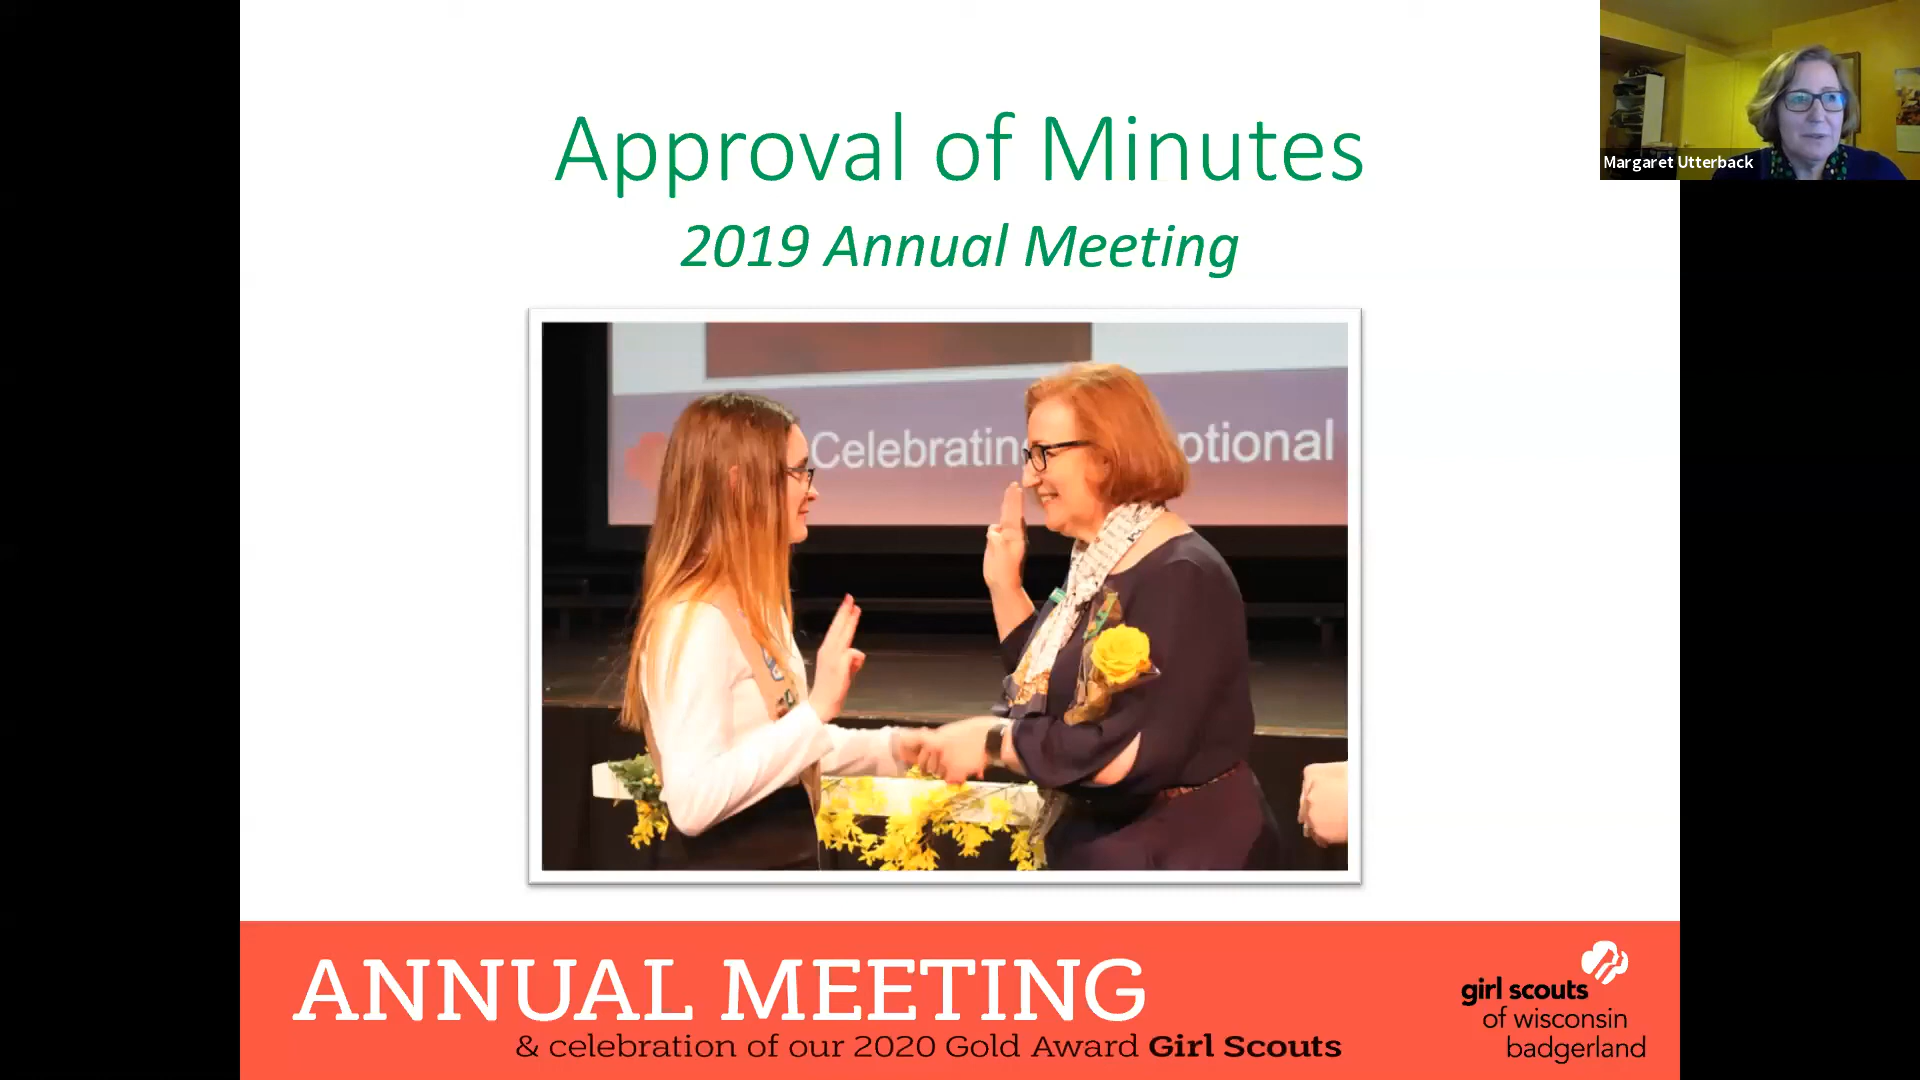 Approval of Minutes
2019 Annual Meeting
Margaret Utterback
Celebratin ptional
ANNUAL MEETING
& celebration of our 2020 Gold Award Girl Scouts
girl scouts
of wisconsin
badgerland